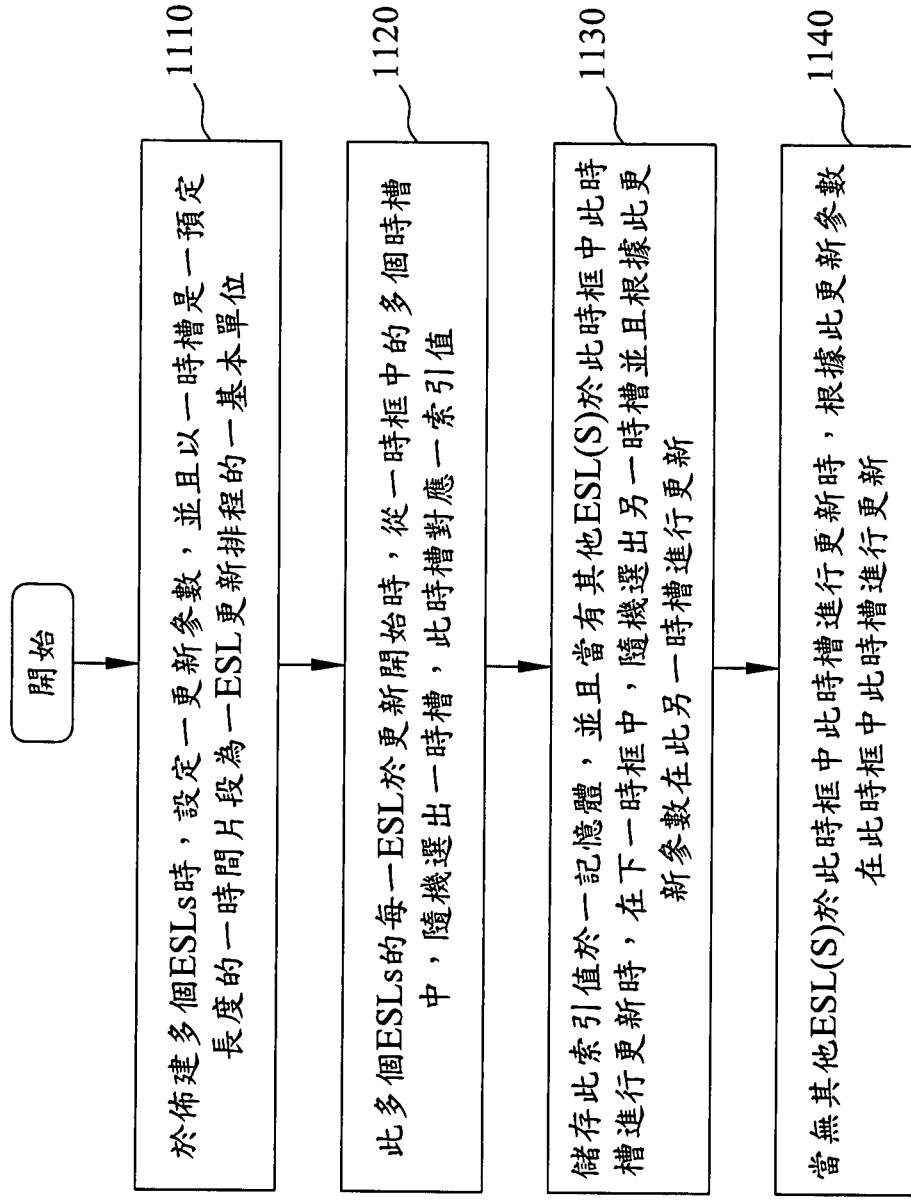 開始
1110
於佈建多個ESLs時，設定一更新參數，並且以一時槽是一預定
長度的一時間片段為一ESL更新排程的一基本單位
1120
此多個ESLs的每一ESL於更新開始時，從一時框中的多個時槽
中，隨機選出一時槽，此時槽對應一索引值
1130
儲存此索引值於一記憶體，並且當有其他ESL(S)於此時框中此時
槽進行更新時，在下一時框中，隨機選出另一時槽並且根據此更
新參數在此另一時槽進行更新
1140
當無其他ESL(S)於此時框中此時槽進行更新時，根據此更新參數
在此時框中此時槽進行更新